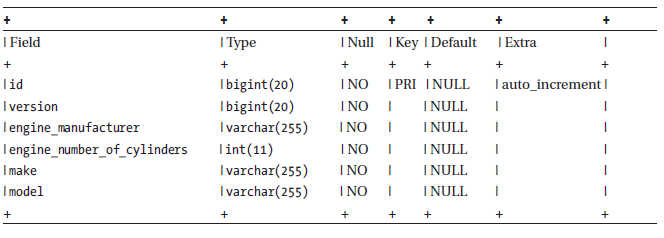 + + + + + + +
| Field | Type | Null | Key | Default | Extra |
+ + + + + + +
| id | bigint(20) | NO | PRI | NULL | auto_increment |
| version | bigint(20) | NO | | NULL | |
| engine_manufacturer | varchar(255) | NO | | NULL | |
| engine_number_of_cylinders | int(11) | NO | | NULL | |
| make | varchar(255) | NO | | NULL | |
| model | varchar(255) | NO | | NULL | |
+ + + + + + +